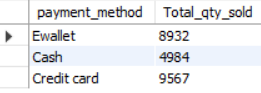 payment_method Total_qty_sold
Ewallet 8932
Cash 4984
Credit card 9567